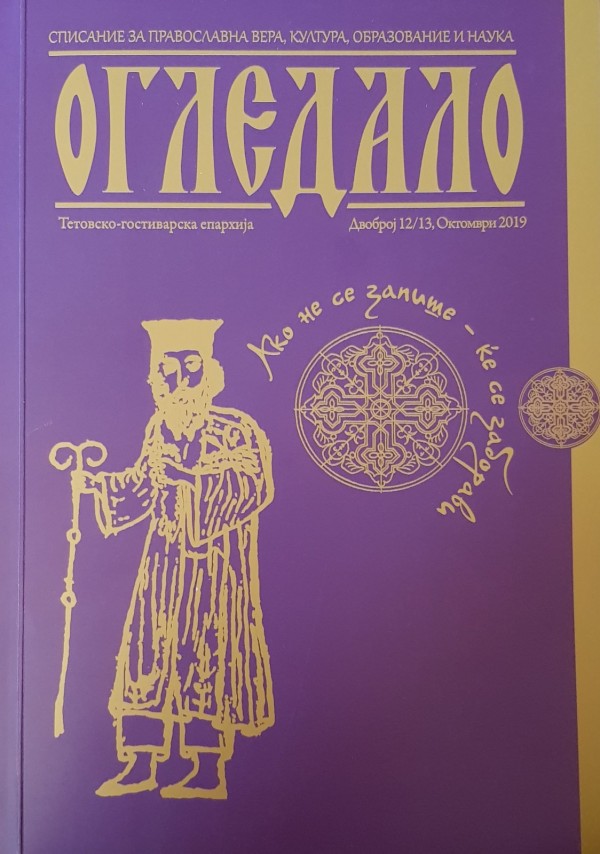 СПИСАНИЕ ЗА ПРАВОСЛАВНА ВЕРА, КУЛТУРА, ОБРАЗОВАНИЕ И НАУКА
ОГЛЕДАЛО
Тетовско-гостиварска епархија
Двоброј 12/13, Октомври 2019
Ако не се запише - ќе се заборави